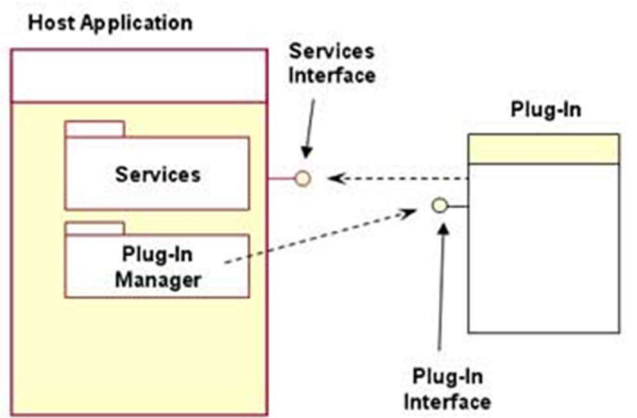 Host Application
Services
Interface
Plug-In
Services
Plug-In
Manager
Plug-In
Interface